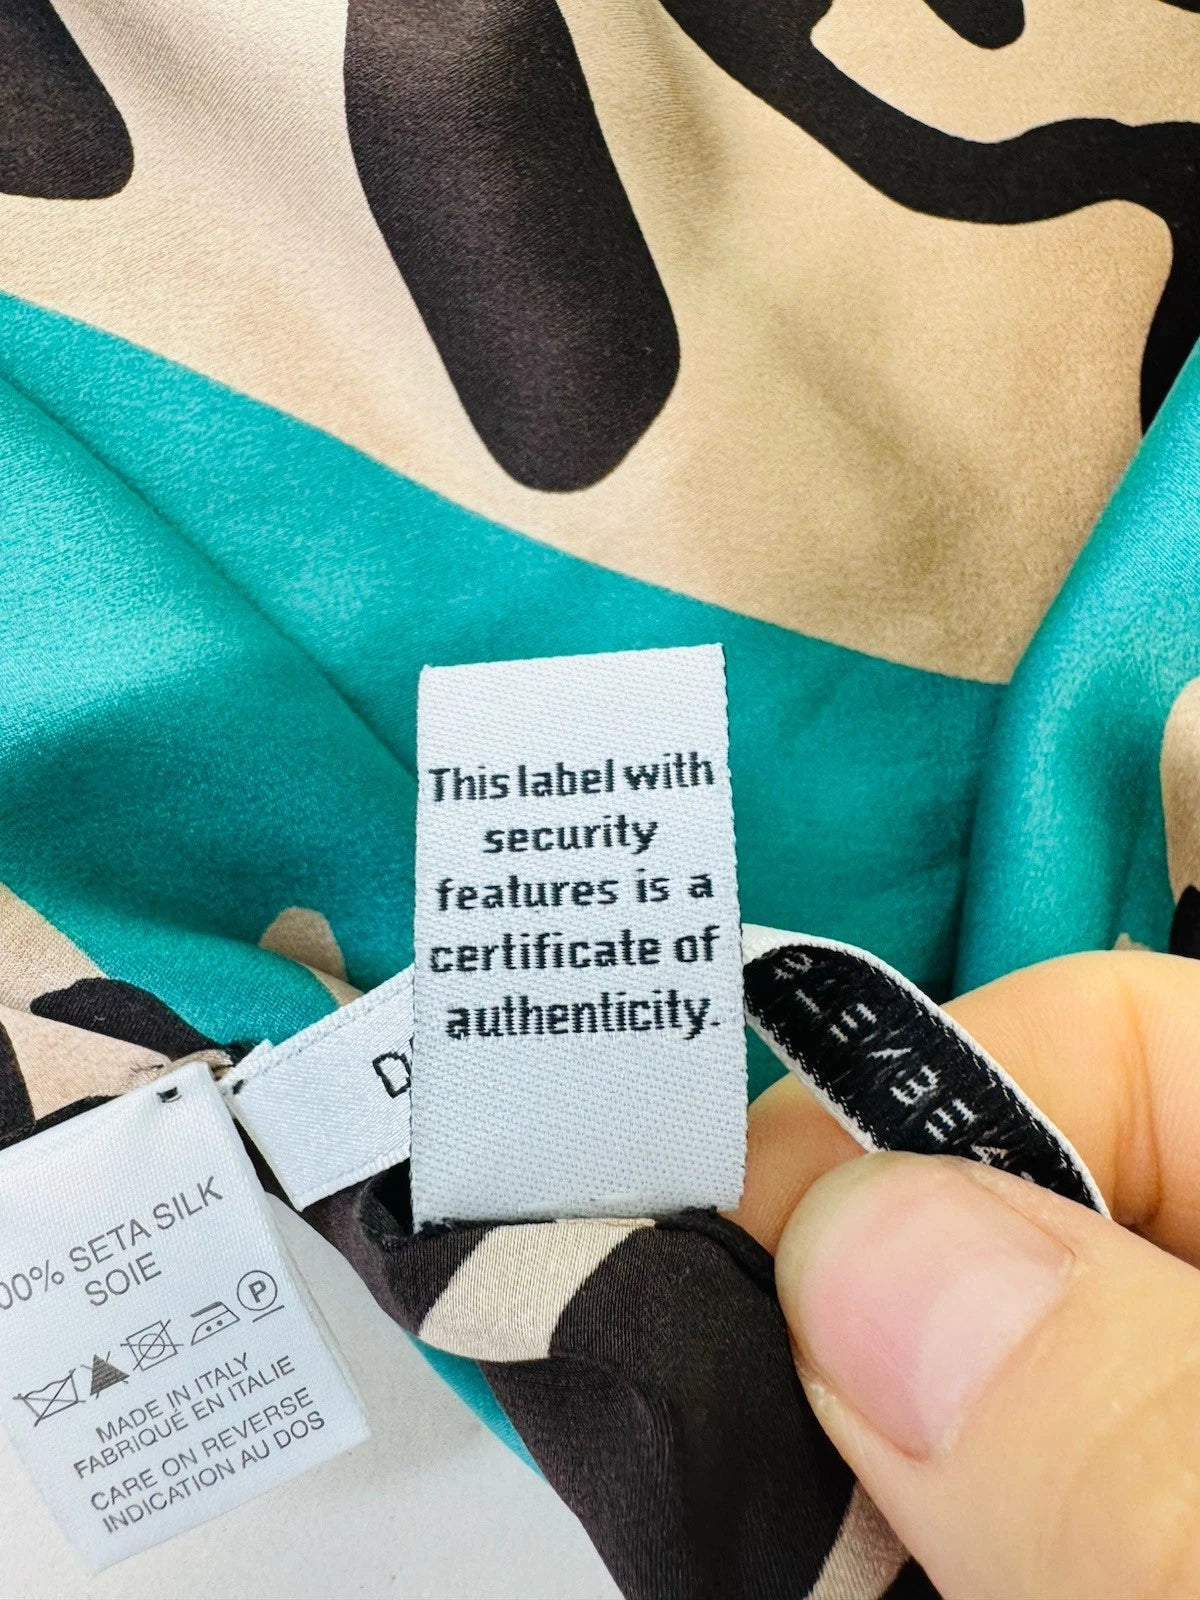 This label with
security
features is a
certificate of
authenticity.
00% SETA SILK
SOIE
P
MADE IN ITALY
FABRIQUÉ EN ITALIE
CARE ON REVERSE
INDICATION AU DOS